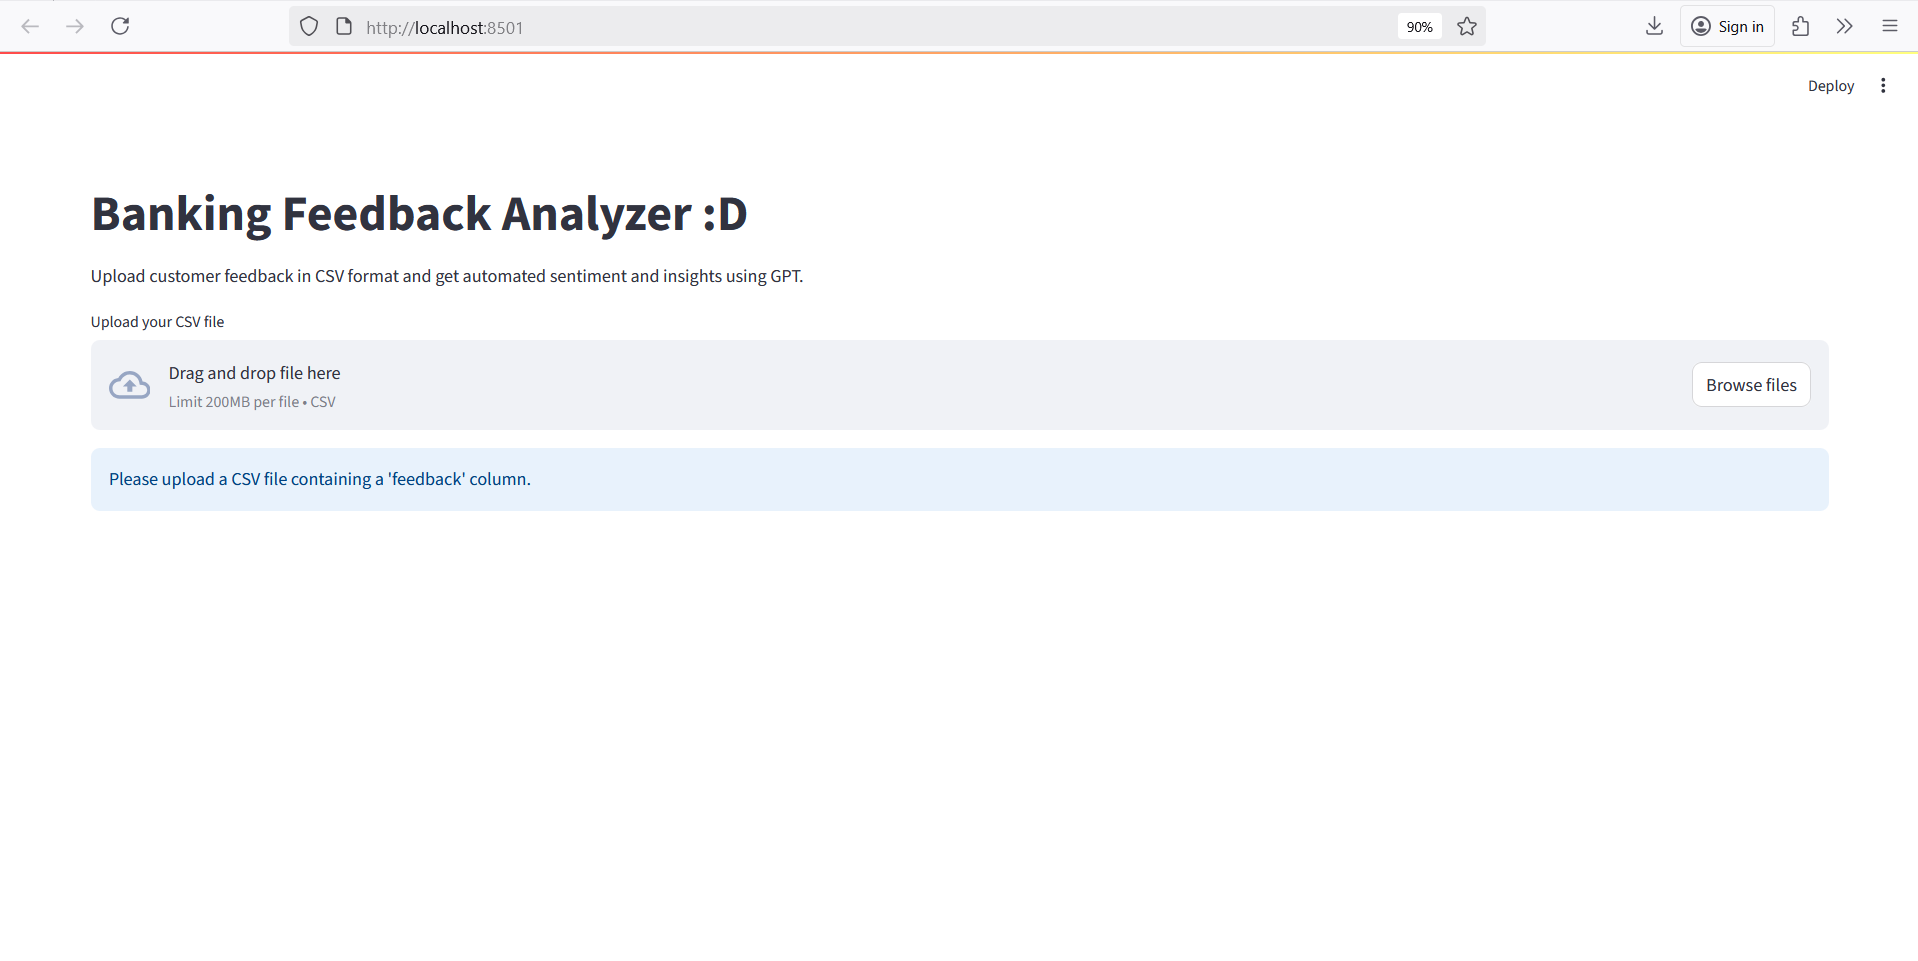 http://localhost:8501
90%
Sign in
Deploy
Banking Feedback Analyzer :D
Upload customer feedback in CSV format and get automated sentiment and insights using GPT.
Upload your CSV file
Drag and drop file here
Limit 200MB per file • CSV
Browse files
Please upload a CSV file containing a 'feedback' column.